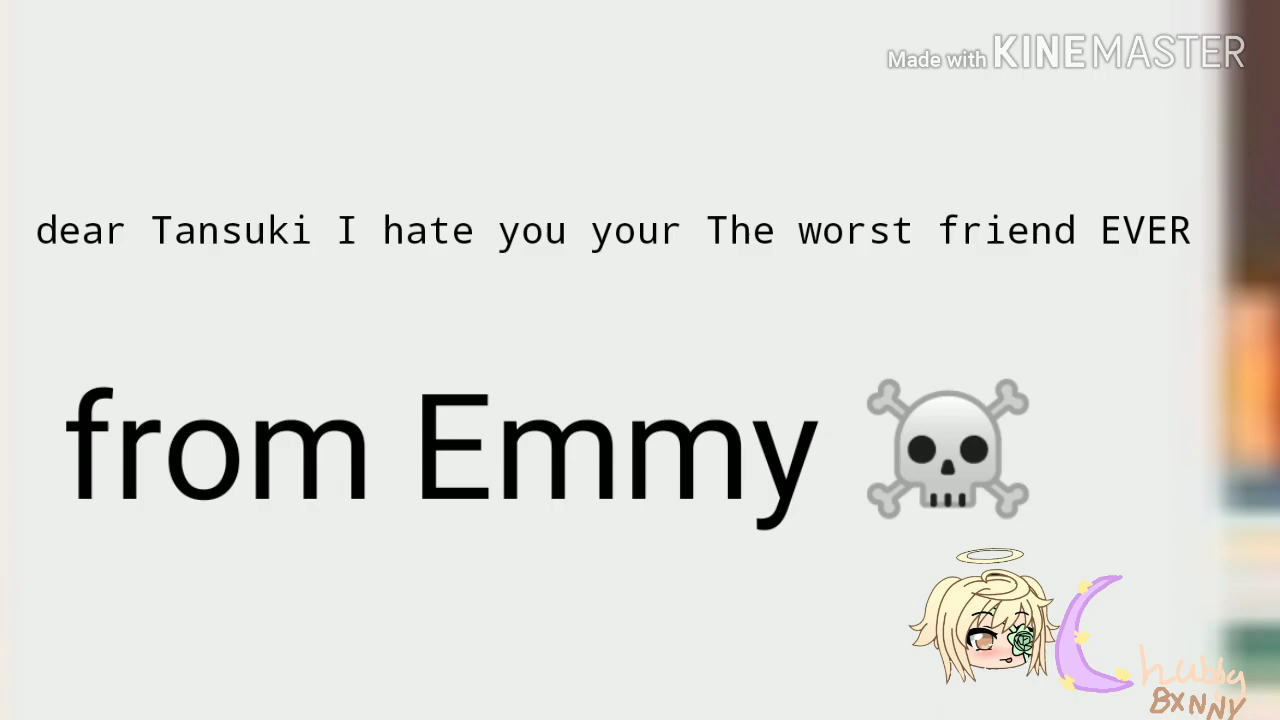 Made with KINEMASTER
dear Tansuki I hate you your The worst friend EVER
from Emmy ☠
Chubby
BXNNY